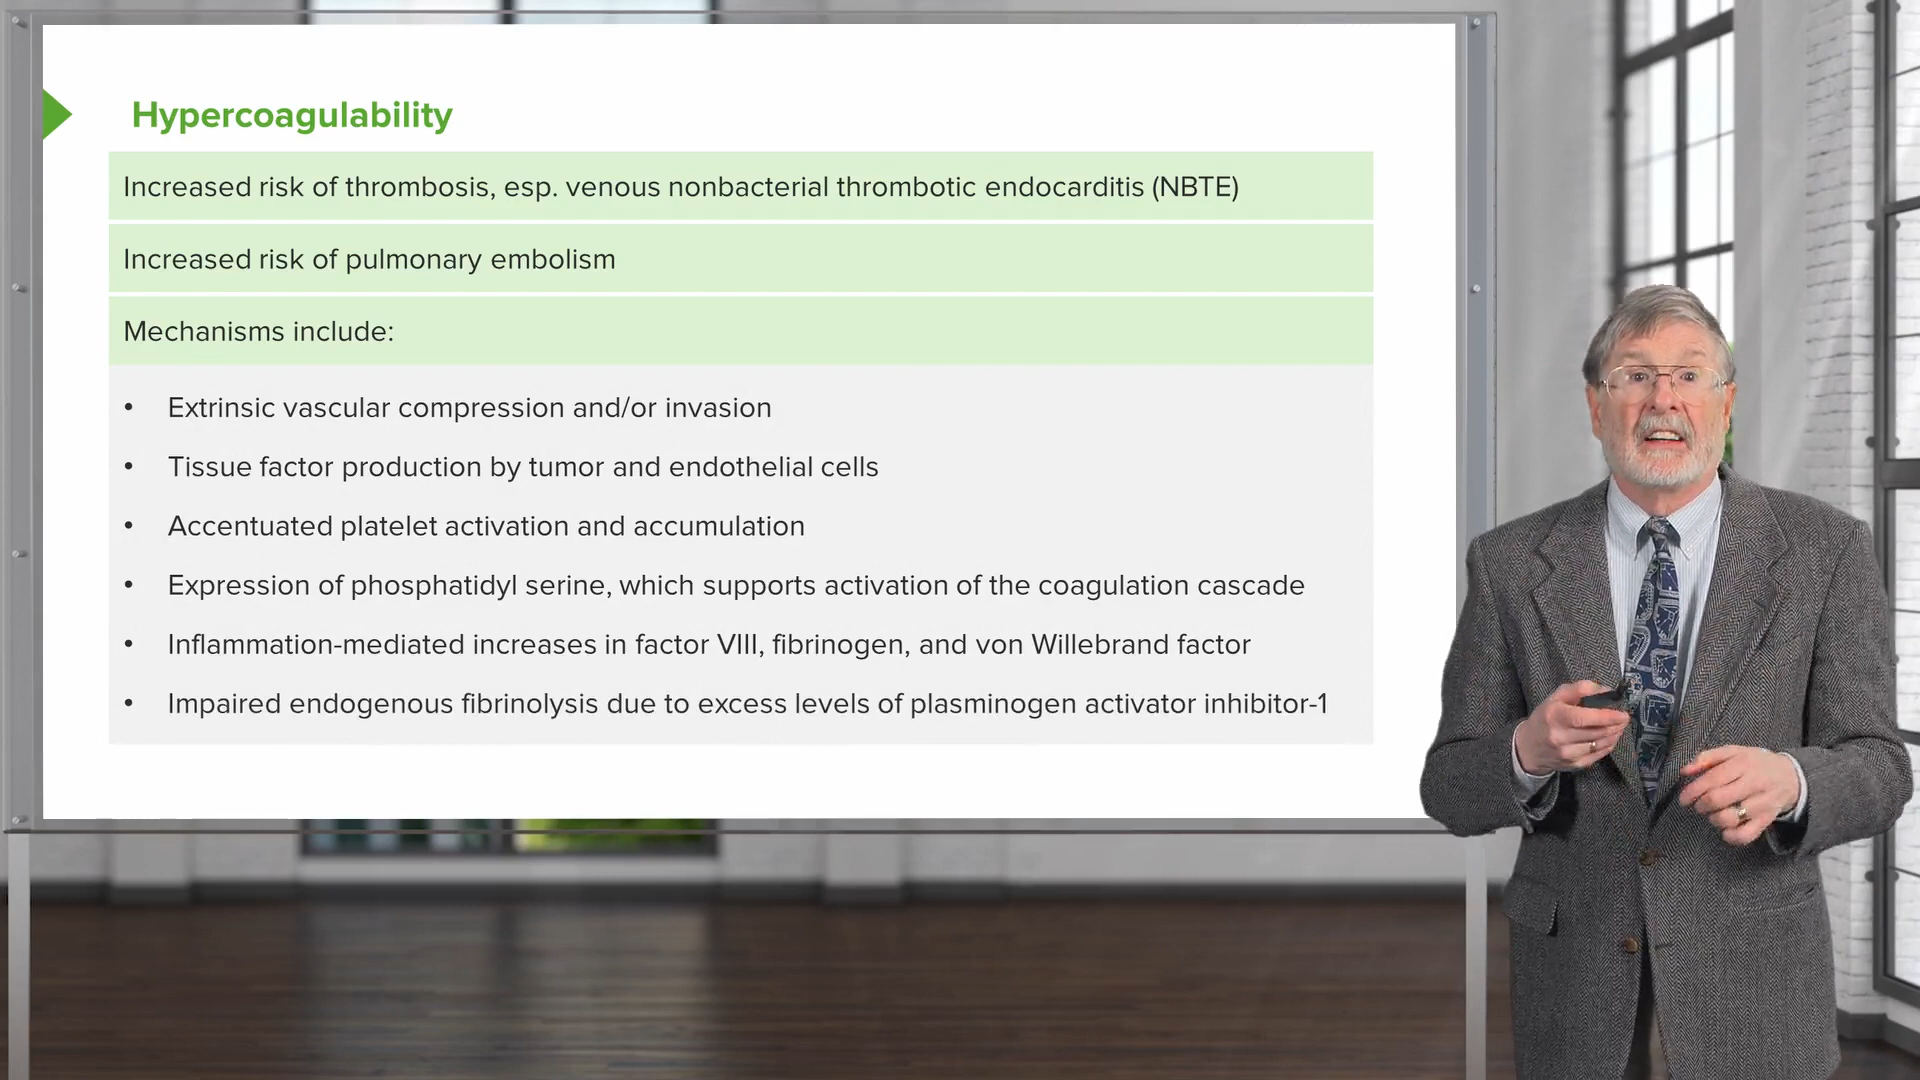 Hypercoagulability
Increased risk of thrombosis, esp. venous nonbacterial thrombotic endocarditis (NBTE)
Increased risk of pulmonary embolism
Mechanisms include:
• Extrinsic vascular compression and/or invasion
• Tissue factor production by tumor and endothelial cells
• Accentuated platelet activation and accumulation
• Expression of phosphatidyl serine, which supports activation of the coagulation cascade
• Inflammation-mediated increases in factor VIII, fibrinogen, and von Willebrand factor
• Impaired endogenous fibrinolysis due to excess levels of plasminogen activator inhibitor-1